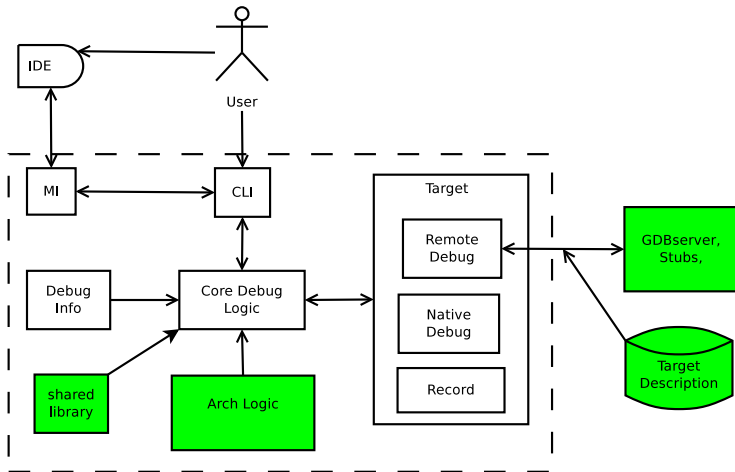 IDE
User
MI
CLI
Target
Remote
Debug
GDBserver,
Stubs,
Debug
Info
Core Debug
Logic
Native
Debug
Target
Description
shared
library
Arch Logic
Record